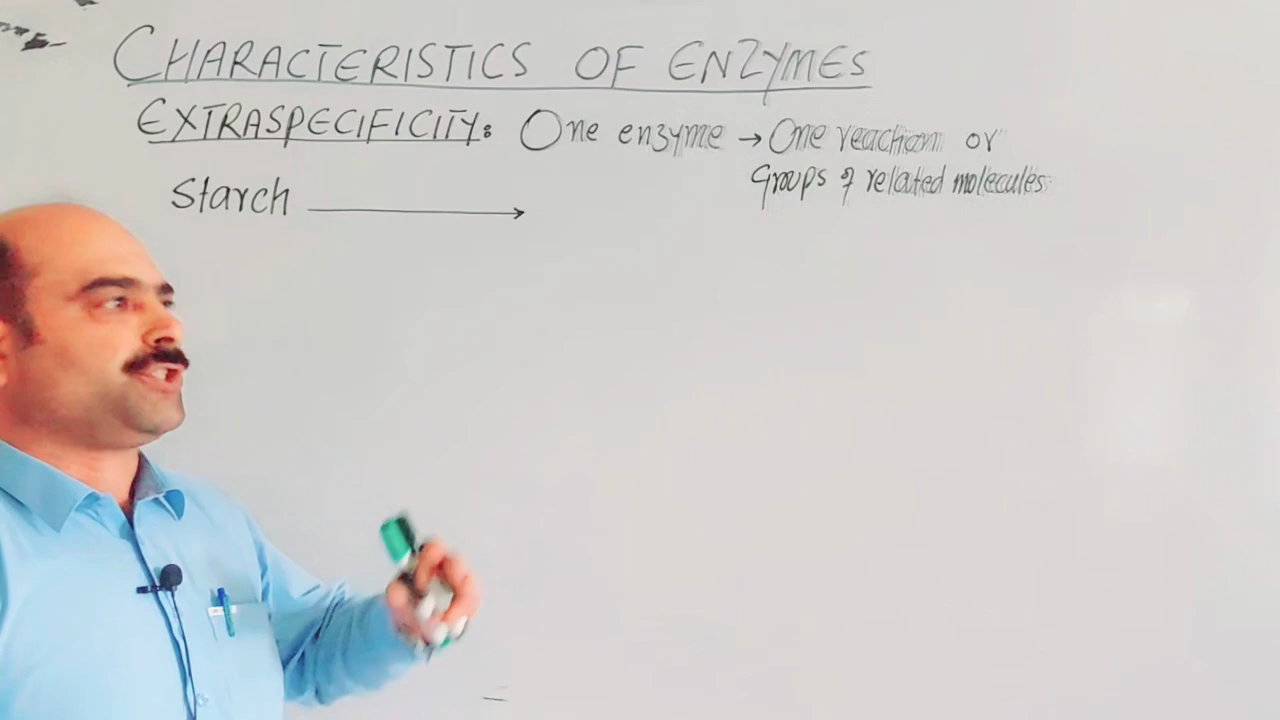 CHARACTERISTICS OF ENZYMES
EXTRASPECIFICITY: One enzyme → One reaction or
Groups of related molecules
Starch →